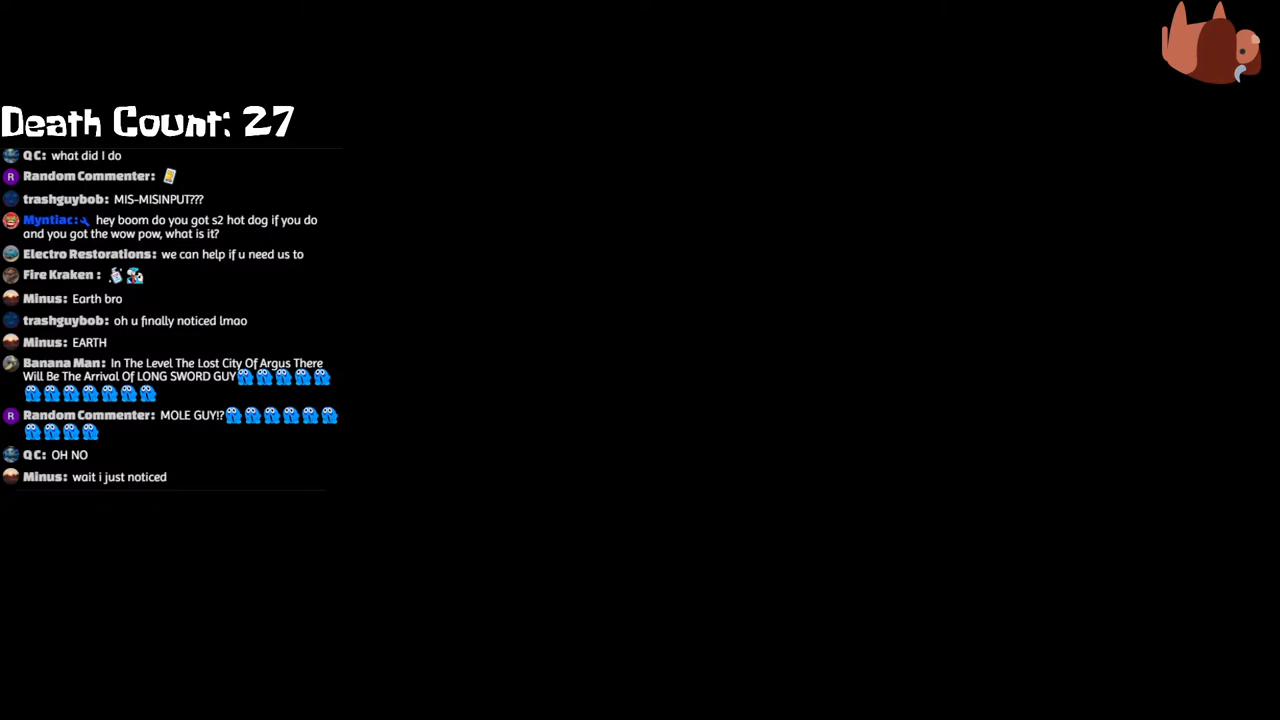 Death Count: 27
QC: what did I do
R Random Commenter:
trashguybob: MIS-MISINPUT???
Myntiac: hey boom do you got s2 hot dog if you do
and you got the wow pow, what is it?
Electro Restorations: we can help if u need us to
Fire Kraken :
Minus: Earth bro
trashguybob: oh u finally noticed lmao
Minus: EARTH
Banana Man: In The Level The Lost City Of Argus There
Will Be The Arrival Of LONG SWORD GUY
R Random Commenter: MOLE GUY!?
QC: OH NO
Minus: wait i just noticed